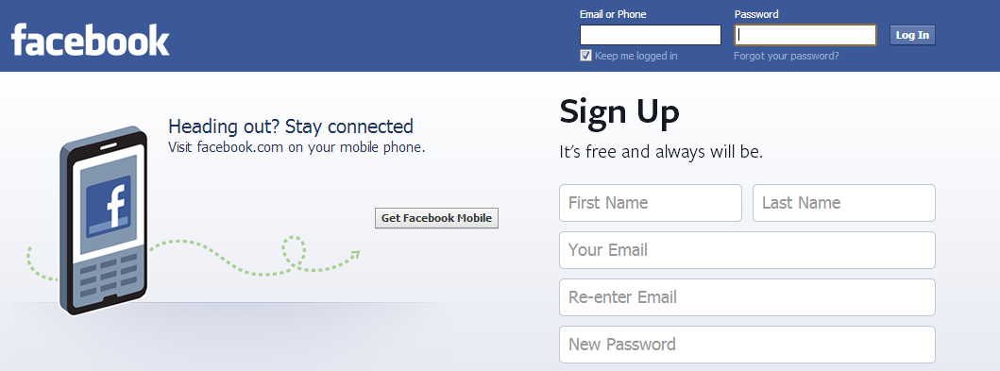 facebook
Email or Phone
Password
Log In
Keep me logged in
Forgot your password?
Heading out? Stay connected
Visit facebook.com on your mobile phone.
f
Get Facebook Mobile
Sign Up
It's free and always will be.
First Name
Last Name
Your Email
Re-enter Email
New Password